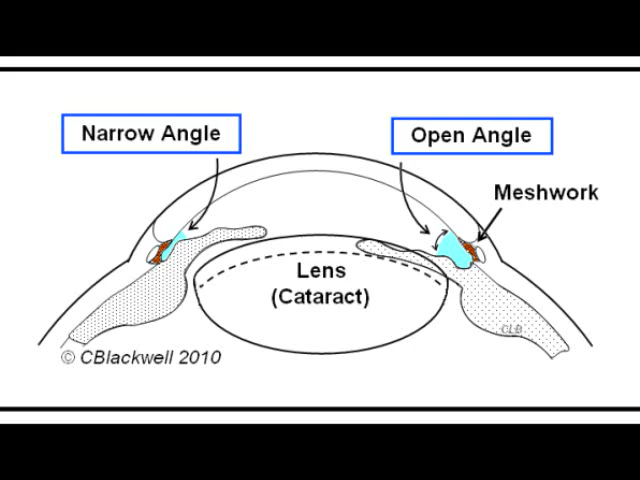 Narrow Angle
Open Angle
Meshwork
Lens
(Cataract)
CLB
© CBlackwell 2010